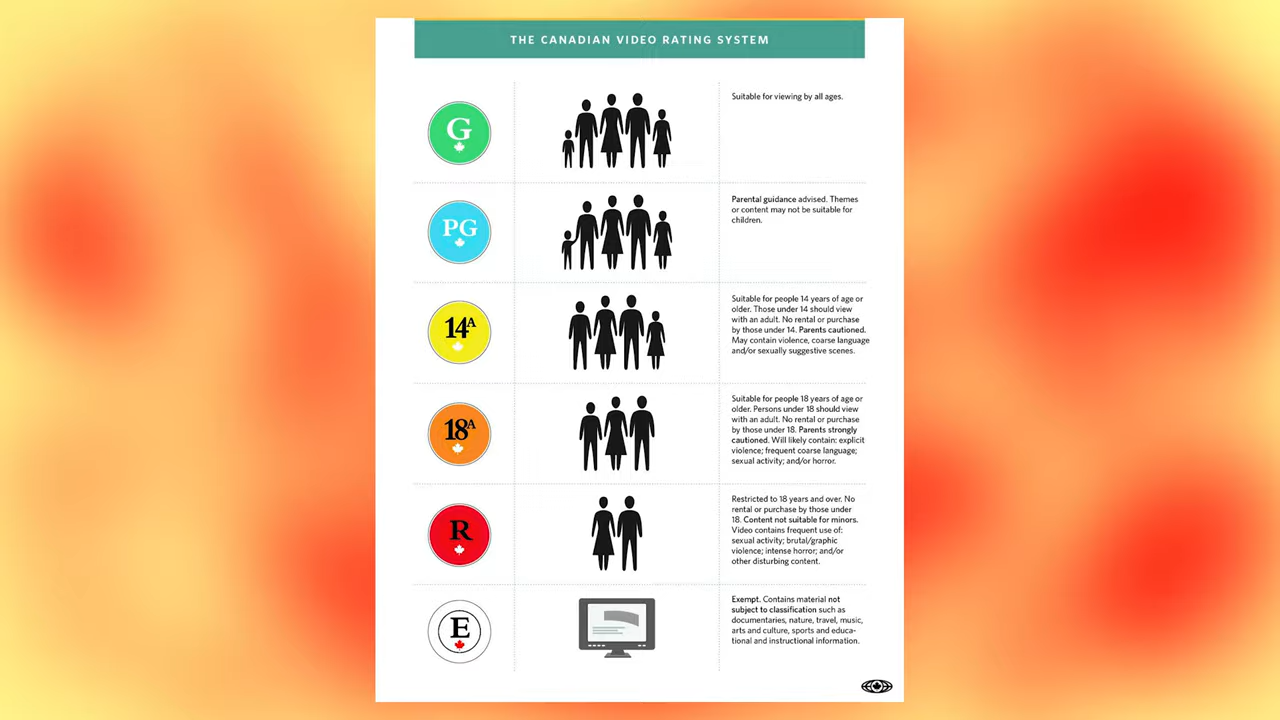 THE CANADIAN VIDEO RATING SYSTEM
G
Suitable for viewing by all ages.
PG
Parental guidance advised. Themes
or content may not be suitable for
children.
14A
Suitable for people 14 years of age or
older. Those under 14 should view
with an adult. No rental or purchase
by those under 14. Parents cautioned.
May contain violence, coarse language
and/or sexually suggestive scenes.
18A
Suitable for people 18 years of age or
older. Persons under 18 should view
with an adult. No rental or purchase
by those under 18. Parents strongly
cautioned. Will likely contain: explicit
violence; frequent coarse language;
sexual activity; and/or horror.
R
Restricted to 18 years and over. No
rental or purchase by those under
18. Content not suitable for minors.
Video contains frequent use of:
sexual activity; brutal/graphic
violence; intense horror; and/or
other disturbing content.
E
Exempt. Contains material not
subject to classification such as
documentaries, nature, travel, music,
arts and culture, sports and educa-
tional and instructional information.